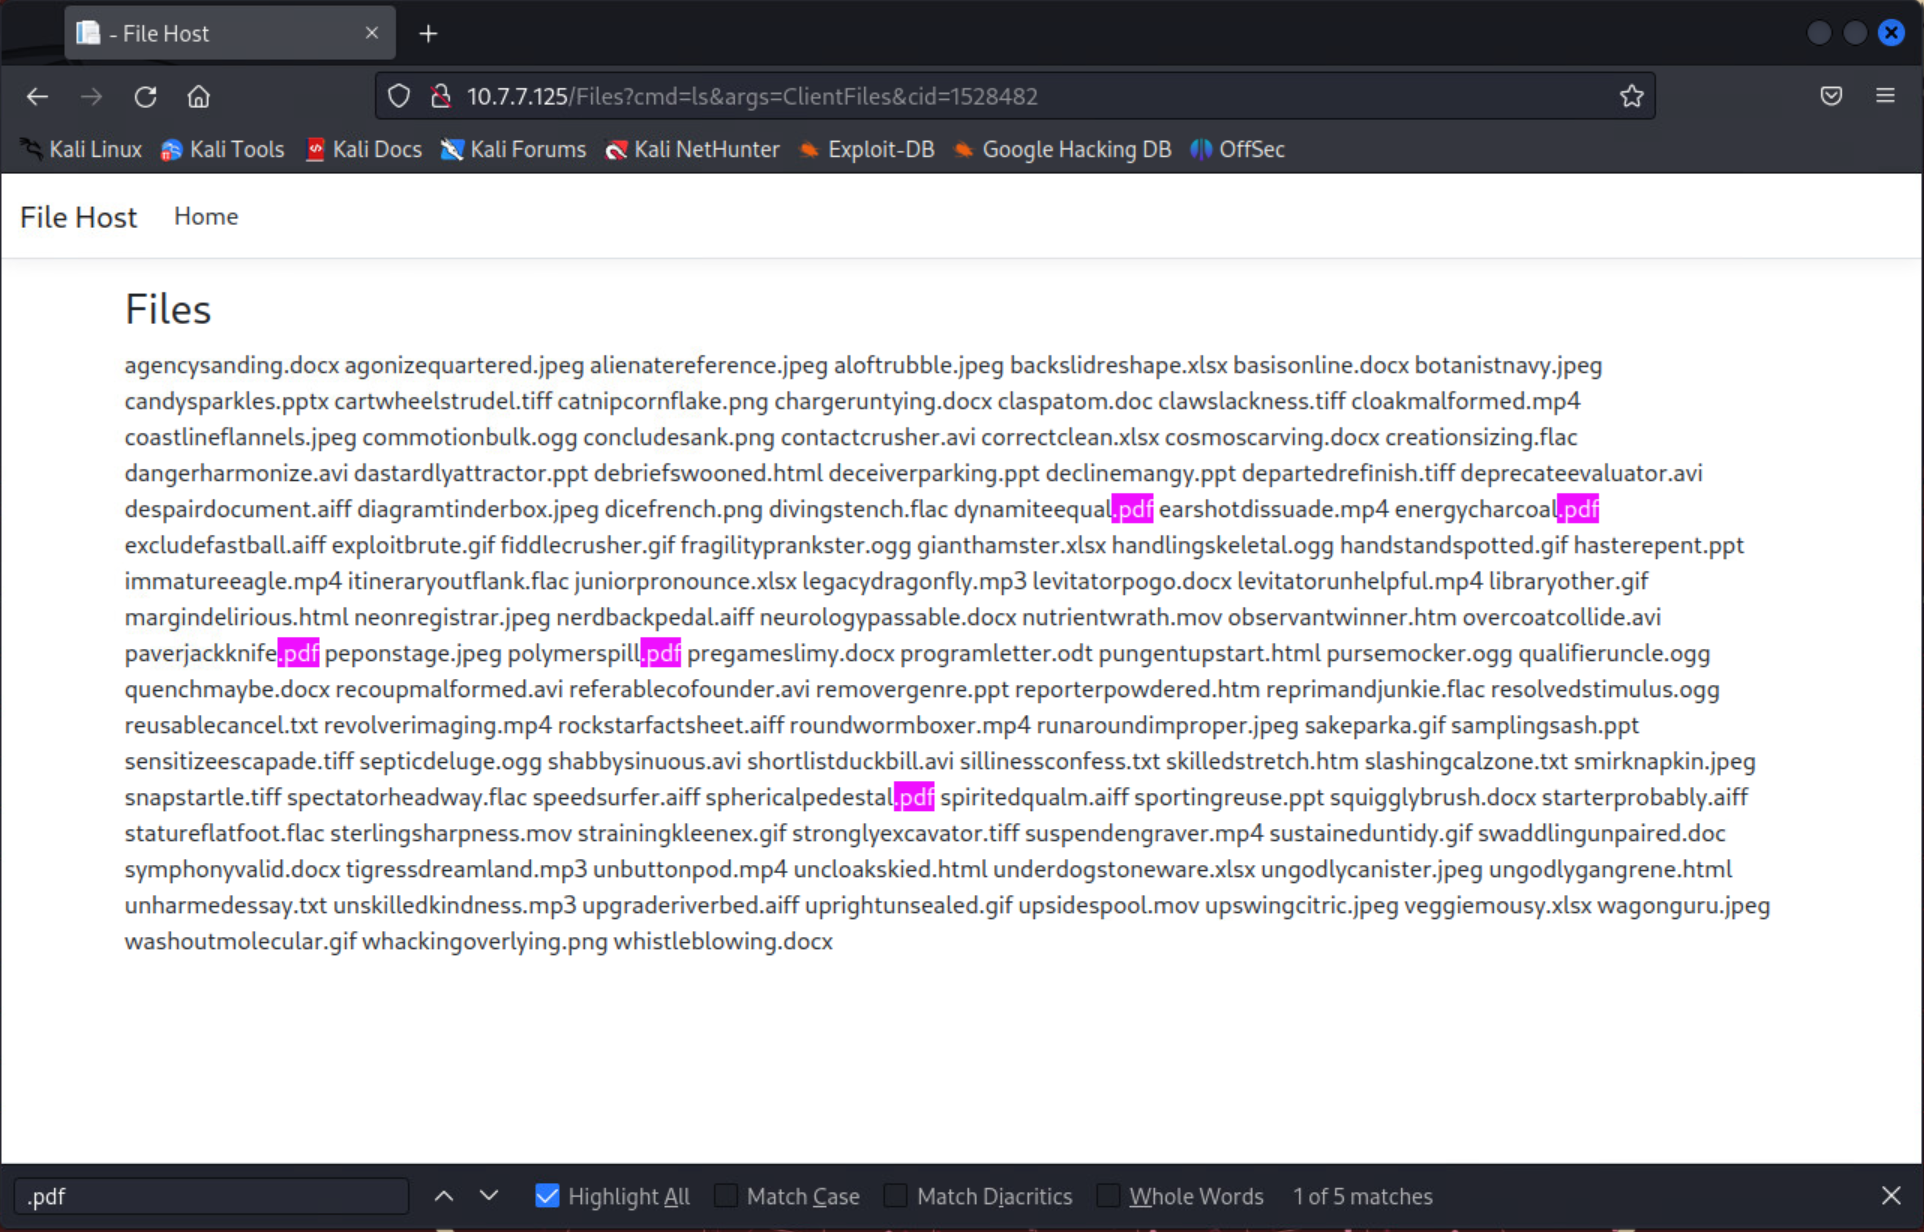 - File Host
10.7.7.125/Files?cmd=ls&args=ClientFiles&cid=1528482
Kali Linux Kali Tools Kali Docs Kali Forums Kali NetHunter Exploit-DB Google Hacking DB OffSec
File Host Home
Files
agencysanding.docx agonizequartered.jpeg alienatereference.jpeg aloftrubble.jpeg backslidreshape.xlsx basisonline.docx botanistnavy.jpeg
candysparkles.pptx cartwheelstrudel.tiff catnipcornflake.png chargeruntying.docx claspatom.doc clawslackness.tiff cloakmalformed.mp4
coastlineflannels.jpeg commotionbulk.ogg concludesank.png contactcrusher.avi correctclean.xlsx cosmoscarving.docx creationsizing.flac
dangerharmonize.avi dastardlyattractor.ppt debriefswooned.html deceiverparking.ppt declinemangy.ppt departedrefinish.tiff deprecateevaluator.avi
despairdocument.aiff diagramtinderbox.jpeg dicefrench.png divingstench.flac dynamiteequal.pdf earshotdissuade.mp4 energycharcoal.pdf
excludefastball.aiff exploitbrute.gif fiddlecrusher.gif fragilityprankster.ogg gianthamster.xlsx handlingskeletal.ogg handstandspotted.gif hasterepent.ppt
immatureeagle.mp4 itineraryoutflank.flac juniorpronounce.xlsx legacydragonfly.mp3 levitatorpogo.docx levitatorunhelpful.mp4 libraryother.gif
margindelirious.html neonregistrar.jpeg nerdbackpedal.aiff neurologypassable.docx nutrientwrath.mov observantwinner.htm overcoatcollide.avi
paverjackknife.pdf peponstage.jpeg polymerspill.pdf pregameslimy.docx programletter.odt pungentupstart.html pursemocker.ogg qualifieruncle.ogg
quenchmaybe.docx recoupmalformed.avi referablecofounder.avi removergenre.ppt reporterpowdered.htm reprimandjunkie.flac resolvedstimulus.ogg
reusablecancel.txt revolverimaging.mp4 rockstarfactsheet.aiff roundwormboxer.mp4 runaroundimproper.jpeg sakeparka.gif samplingsash.ppt
sensitizeescapade.tiff septicdeluge.ogg shabbysinuous.avi shortlistduckbill.avi sillinessconfess.txt skilledstretch.htm slashingcalzone.txt smirknapkin.jpeg
snapstartle.tiff spectatorheadway.flac speedsurfer.aiff sphericalpedestal.pdf spiritedqualm.aiff sportingreuse.ppt squigglybrush.docx starterprobably.aiff
statureflatfoot.flac sterlingsharpness.mov strainingkleenex.gif stronglyexcavator.tiff suspendengraver.mp4 sustaineduntidy.gif swaddlingunpaired.doc
symphonyvalid.docx tigressdreamland.mp3 unbuttonpod.mp4 uncloakskied.html underdogstoneware.xlsx ungodlycanister.jpeg ungodlygangrene.html
unharmedessay.txt unskilledkindness.mp3 upgraderiverbed.aiff uprightunsealed.gif upsidespool.mov upswingcitric.jpeg veggiemousy.xlsx wagonguru.jpeg
washoutmolecular.gif whackingoverlying.png whistleblowing.docx
.pdf Highlight All Match Case Match Diacritics Whole Words 1 of 5 matches